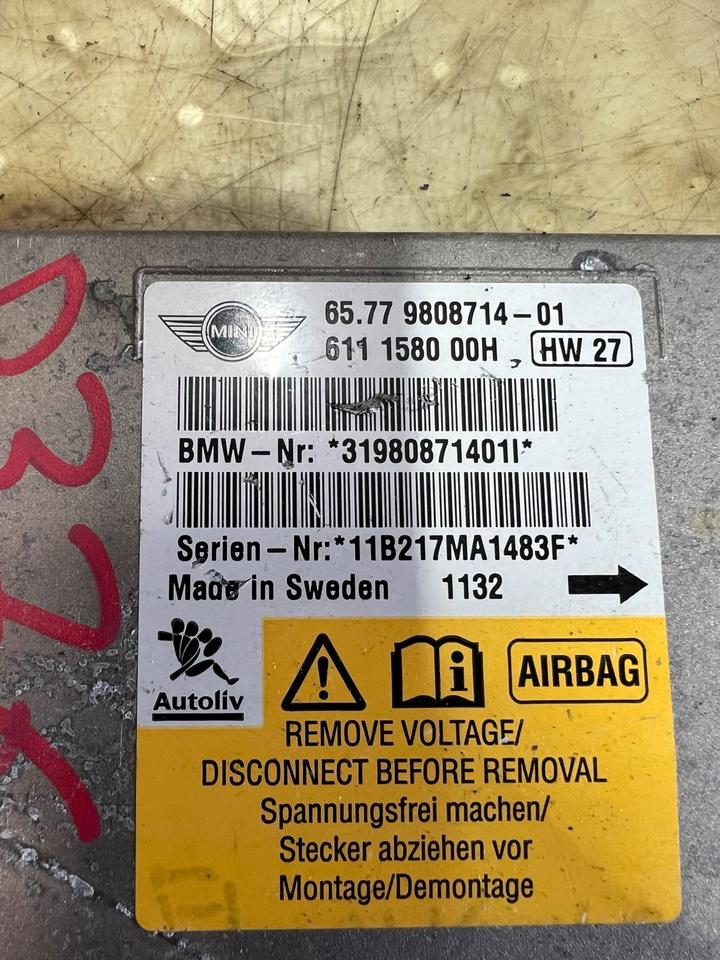 MINI
65.77 9808714-01
611 1580 00H HW 27
BMW-Nr: *31980871401I*
Serien-Nr:*11B217MA1483F*
Made in Sweden 1132
Autoliv
AIRBAG
REMOVE VOLTAGE/
DISCONNECT BEFORE REMOVAL
Spannungsfrei machen/
Stecker abziehen vor
Montage/Demontage